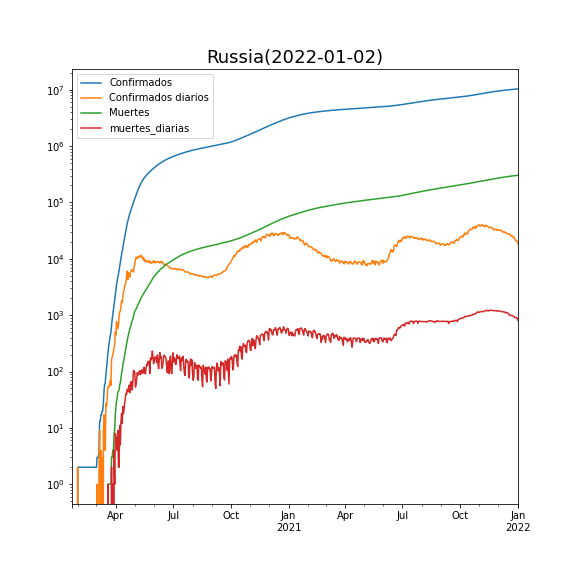 Russia(2022-01-02)
Confirmados
Confirmados diarios
Muertes
muertes_diarias
10⁷
10⁶
10⁵
10⁴
10³
10²
10¹
10⁰
Apr Jul Oct Jan Apr Jul Oct Jan
2021 2022